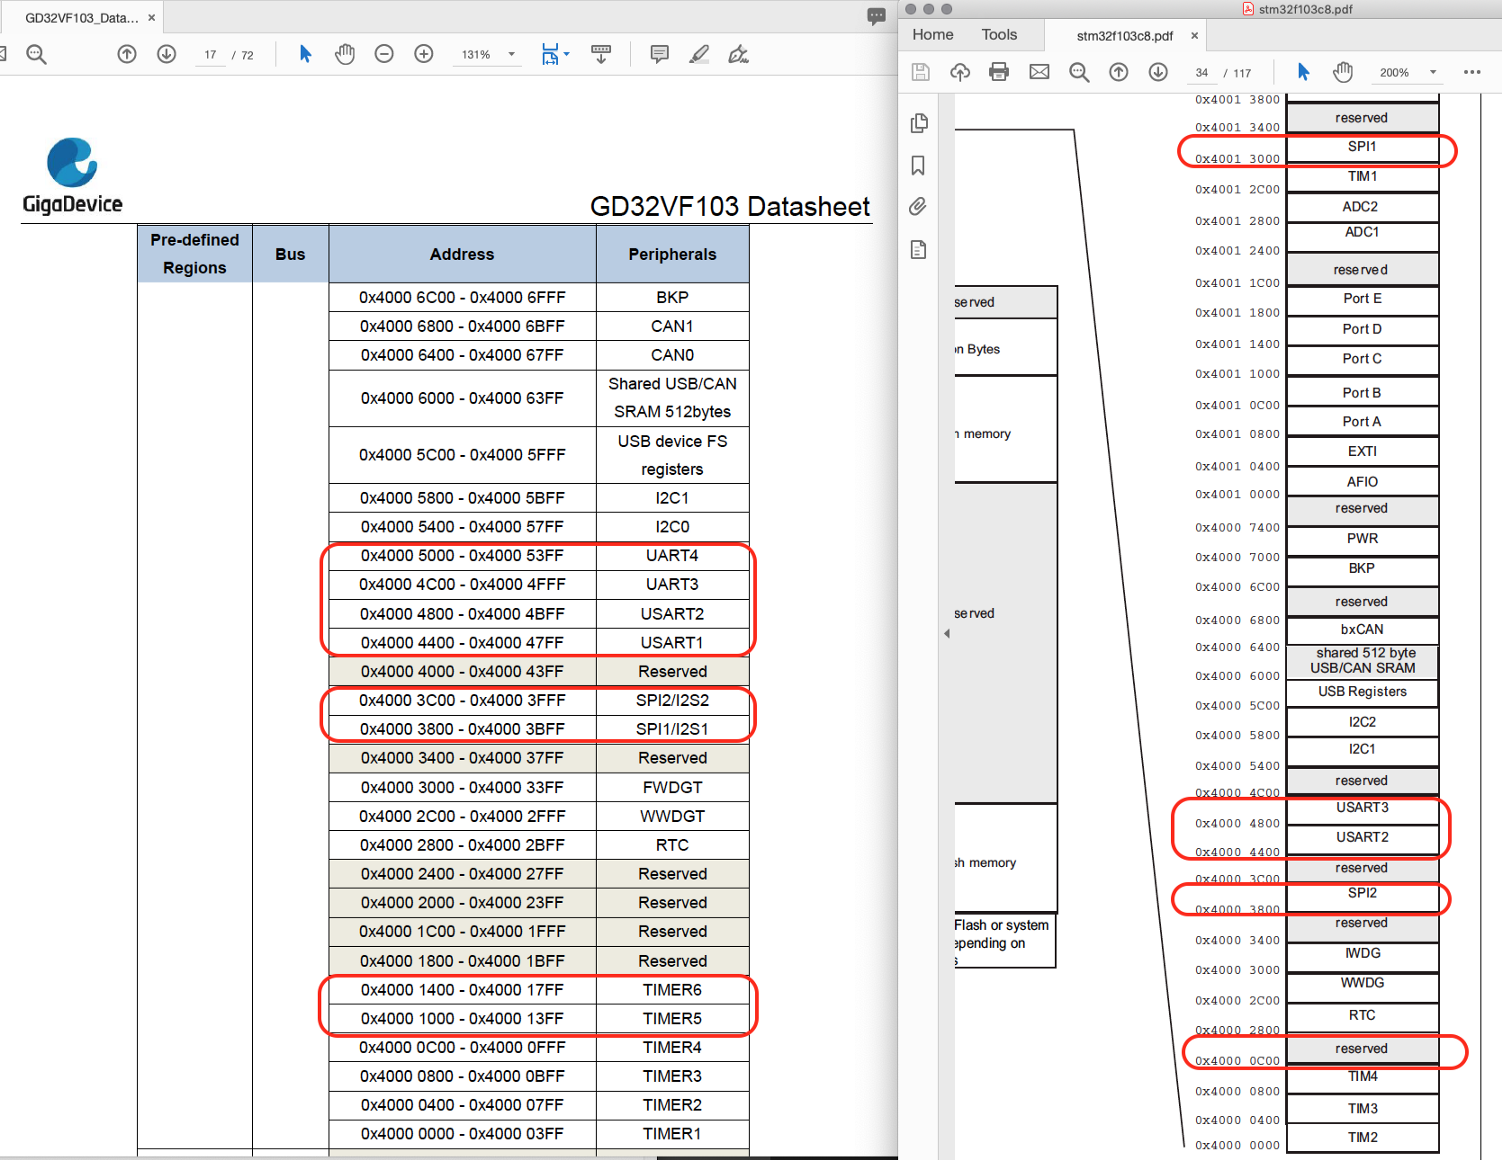 GD32VF103_Data...
×
17
/ 72
131%
GigaDevice
GD32VF103 Datasheet
Pre-defined
Regions
Bus
Address
Peripherals
0x4000 6C00 - 0x4000 6FFF
BKP
0x4000 6800 - 0x4000 6BFF
CAN1
0x4000 6400 - 0x4000 67FF
CAN0
0x4000 6000 - 0x4000 63FF
Shared USB/CAN
SRAM 512bytes
0x4000 5C00 - 0x4000 5FFF
USB device FS
registers
0x4000 5800 - 0x4000 5BFF
I2C1
0x4000 5400 - 0x4000 57FF
I2C0
0x4000 5000 - 0x4000 53FF
UART4
0x4000 4C00 - 0x4000 4FFF
UART3
0x4000 4800 - 0x4000 4BFF
USART2
0x4000 4400 - 0x4000 47FF
USART1
0x4000 4000 - 0x4000 43FF
Reserved
0x4000 3C00 - 0x4000 3FFF
SPI2/I2S2
0x4000 3800 - 0x4000 3BFF
SPI1/I2S1
0x4000 3400 - 0x4000 37FF
Reserved
0x4000 3000 - 0x4000 33FF
FWDGT
0x4000 2C00 - 0x4000 2FFF
WWDGT
0x4000 2800 - 0x4000 2BFF
RTC
0x4000 2400 - 0x4000 27FF
Reserved
0x4000 2000 - 0x4000 23FF
Reserved
0x4000 1C00 - 0x4000 1FFF
Reserved
0x4000 1800 - 0x4000 1BFF
Reserved
0x4000 1400 - 0x4000 17FF
TIMER6
0x4000 1000 - 0x4000 13FF
TIMER5
0x4000 0C00 - 0x4000 0FFF
TIMER4
0x4000 0800 - 0x4000 0BFF
TIMER3
0x4000 0400 - 0x4000 07FF
TIMER2
0x4000 0000 - 0x4000 03FF
TIMER1
stm32f103c8.pdf
Home
Tools
stm32f103c8.pdf
×
34
/ 117
200%
served
on Bytes
memory
served
sh memory
Flash or system
epending on
s
0x4001 3800
reserved
0x4001 3400
SPI1
0x4001 3000
TIM1
0x4001 2C00
ADC2
0x4001 2800
ADC1
0x4001 2400
reserved
0x4001 1C00
Port E
0x4001 1800
Port D
0x4001 1400
Port C
0x4001 1000
Port B
0x4001 0C00
Port A
0x4001 0800
EXTI
0x4001 0400
AFIO
0x4001 0000
reserved
0x4000 7400
PWR
0x4000 7000
BKP
0x4000 6C00
reserved
0x4000 6800
bxCAN
0x4000 6400
shared 512 byte
USB/CAN SRAM
0x4000 6000
USB Registers
0x4000 5C00
I2C2
0x4000 5800
I2C1
0x4000 5400
reserved
0x4000 4C00
USART3
0x4000 4800
USART2
0x4000 4400
reserved
0x4000 3C00
SPI2
0x4000 3800
reserved
0x4000 3400
IWDG
0x4000 3000
WWDG
0x4000 2C00
RTC
0x4000 2800
reserved
0x4000 0C00
TIM4
0x4000 0800
TIM3
0x4000 0400
TIM2
0x4000 0000